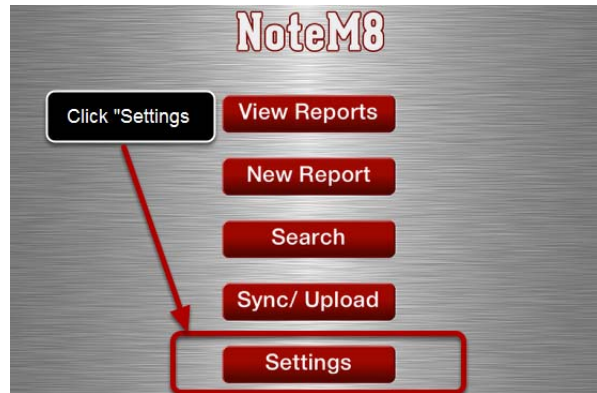 NoteM8
Click "Settings
View Reports
New Report
Search
Sync/ Upload
Settings